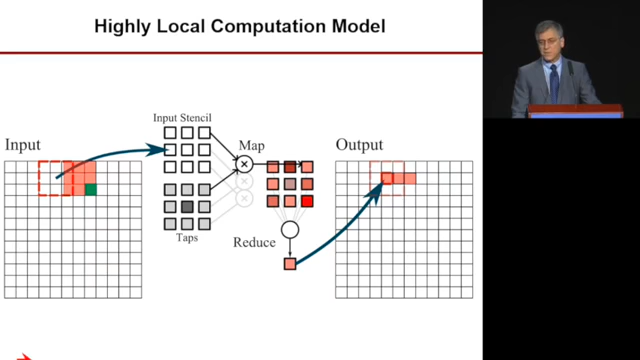 Highly Local Computation Model
Input Stencil
Input
Map
Output
Taps
Reduce